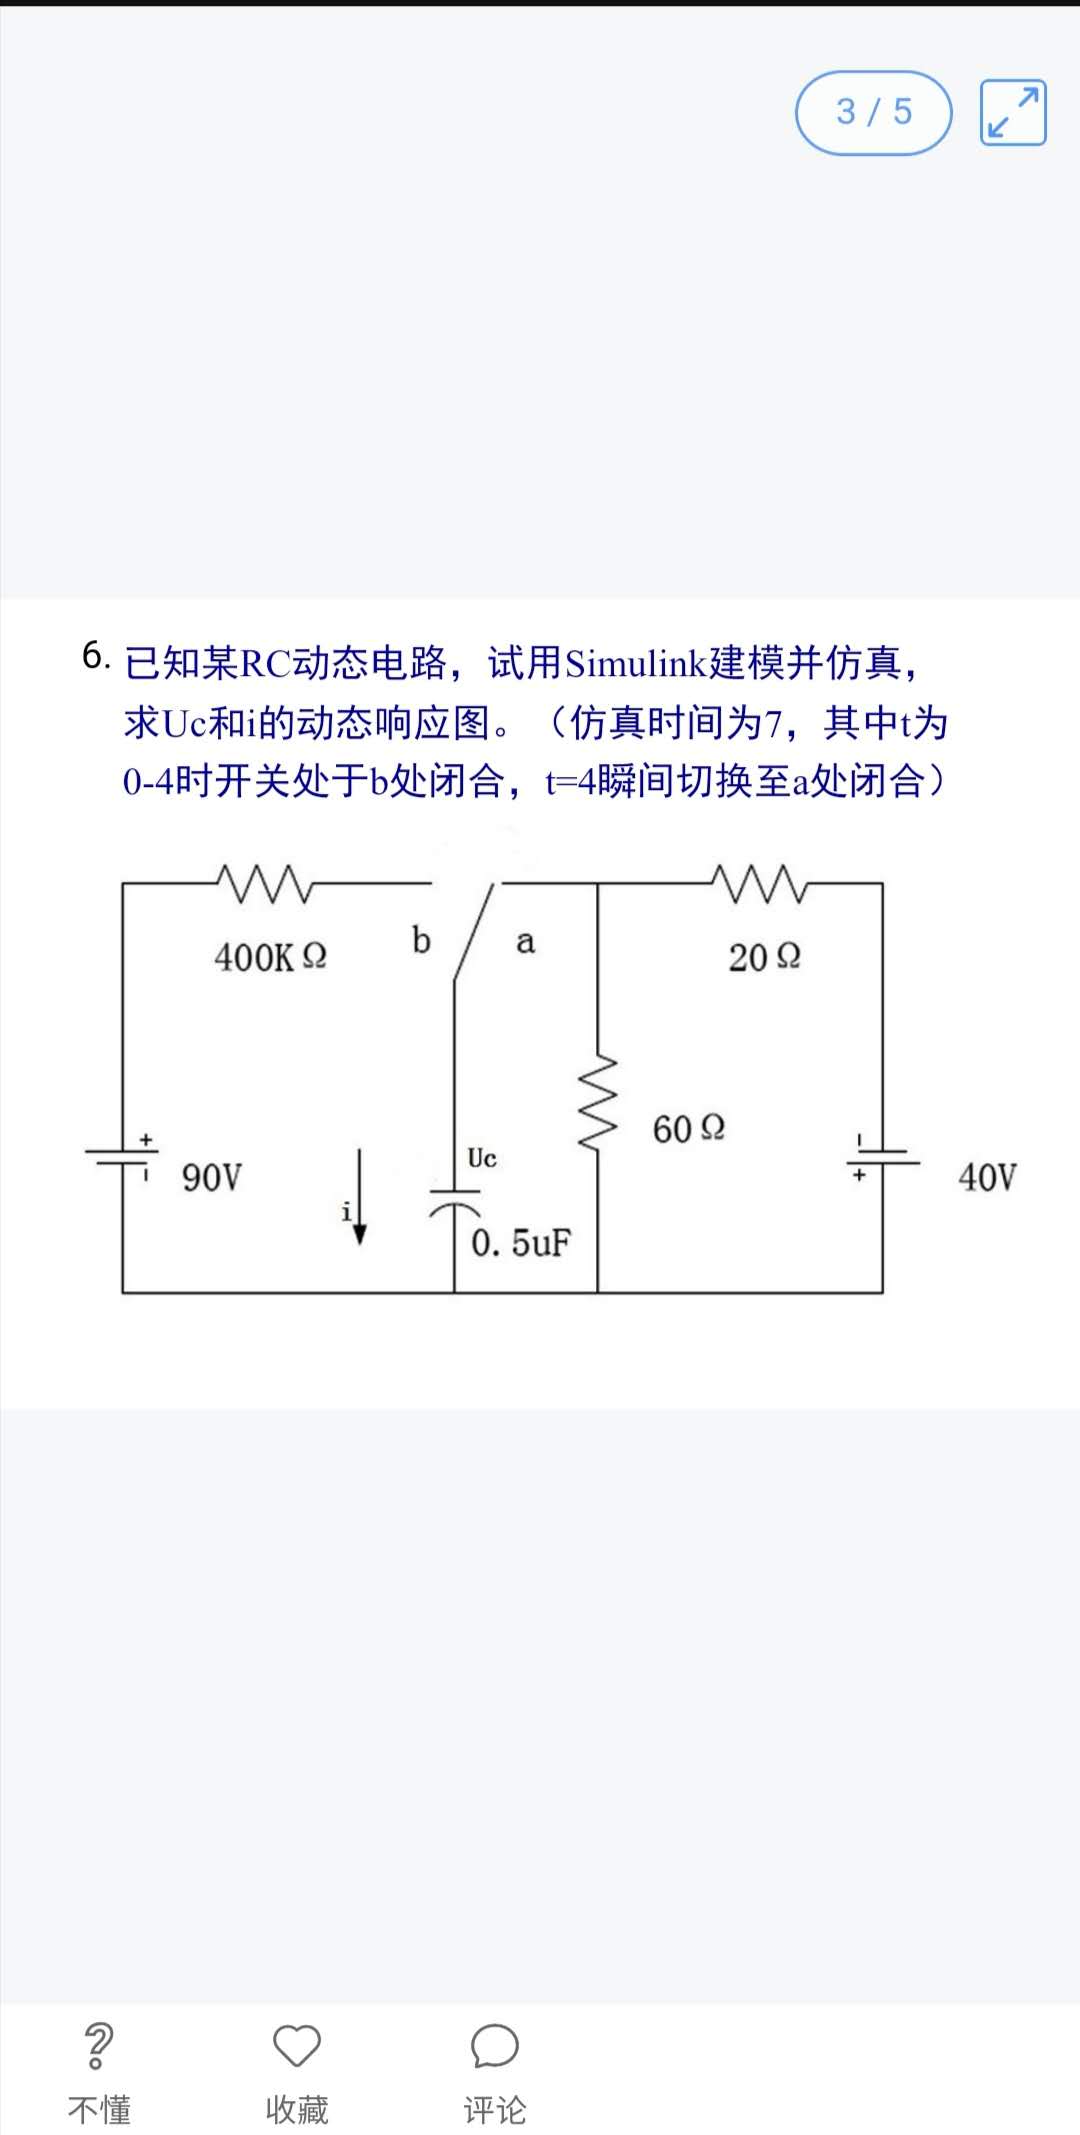 3 / 5
6. 已知某RC动态电路，试用Simulink建模并仿真，
求Uc和i的动态响应图。（仿真时间为7，其中t为
0-4时开关处于b处闭合，t=4瞬间切换至a处闭合）
400KΩ
b
a
20Ω
60Ω
+
90V
i
Uc
0.5uF
+
40V
不懂
收藏
评论